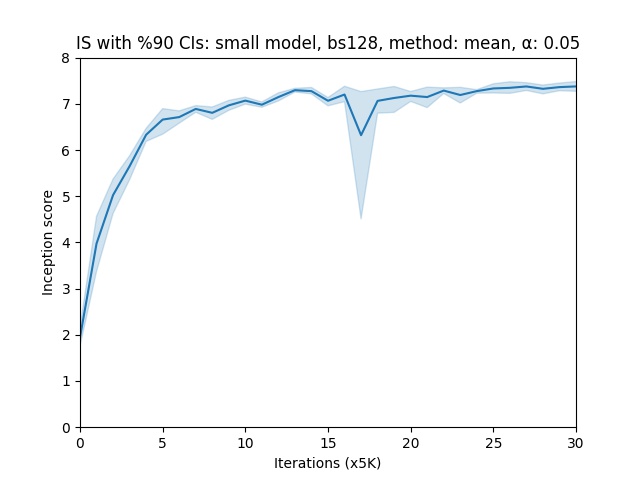 IS with %90 CIs: small model, bs128, method: mean, α: 0.05
8
7
6
5
4
3
2
1
0
Inception score
0 5 10 15 20 25 30
Iterations (x5K)